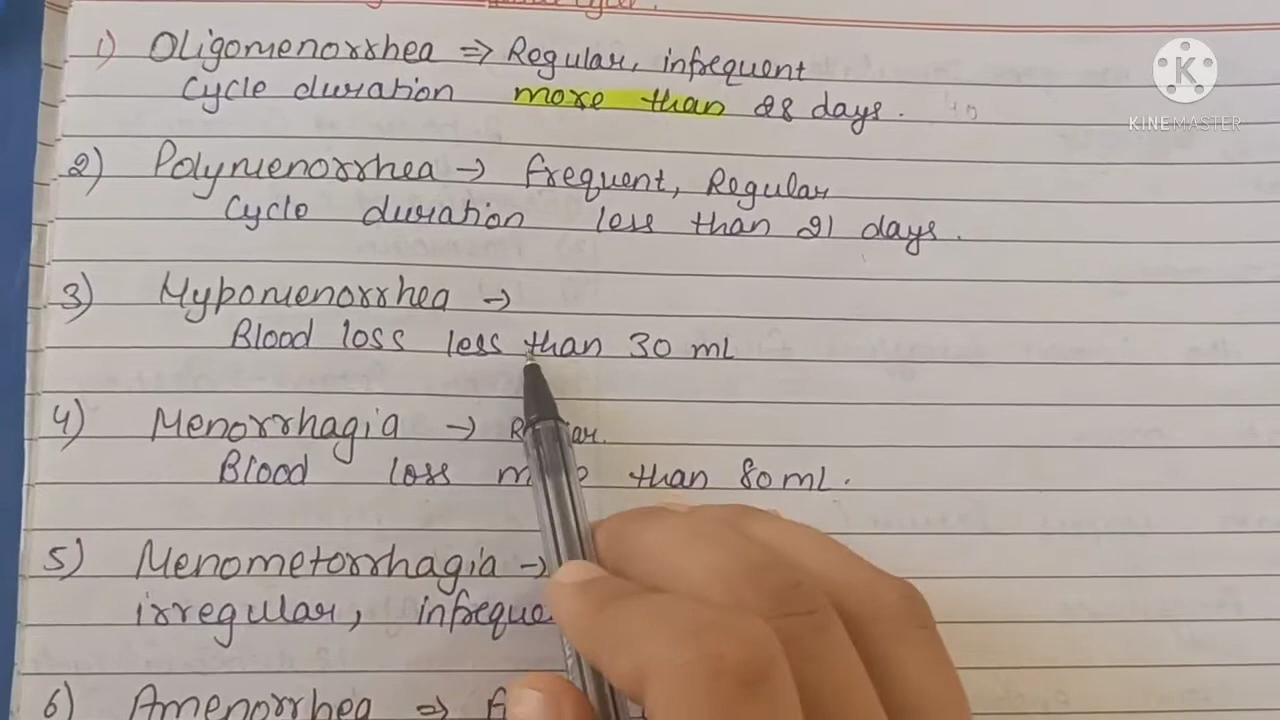 cycle.
1) Oligomenorrhea => Regular, infrequent
Cycle duration more than 28 days.
2) Polymenorrhea → frequent, Regular
Cycle duration less than 21 days.
3) Hypomenorrhea →
Blood loss less than 30 mL
4) Menorrhagia →
Blood loss than 80 mL.
5) Menometorrhagia →
irregular,
6) Amenorrhea =>
KINEMASTER